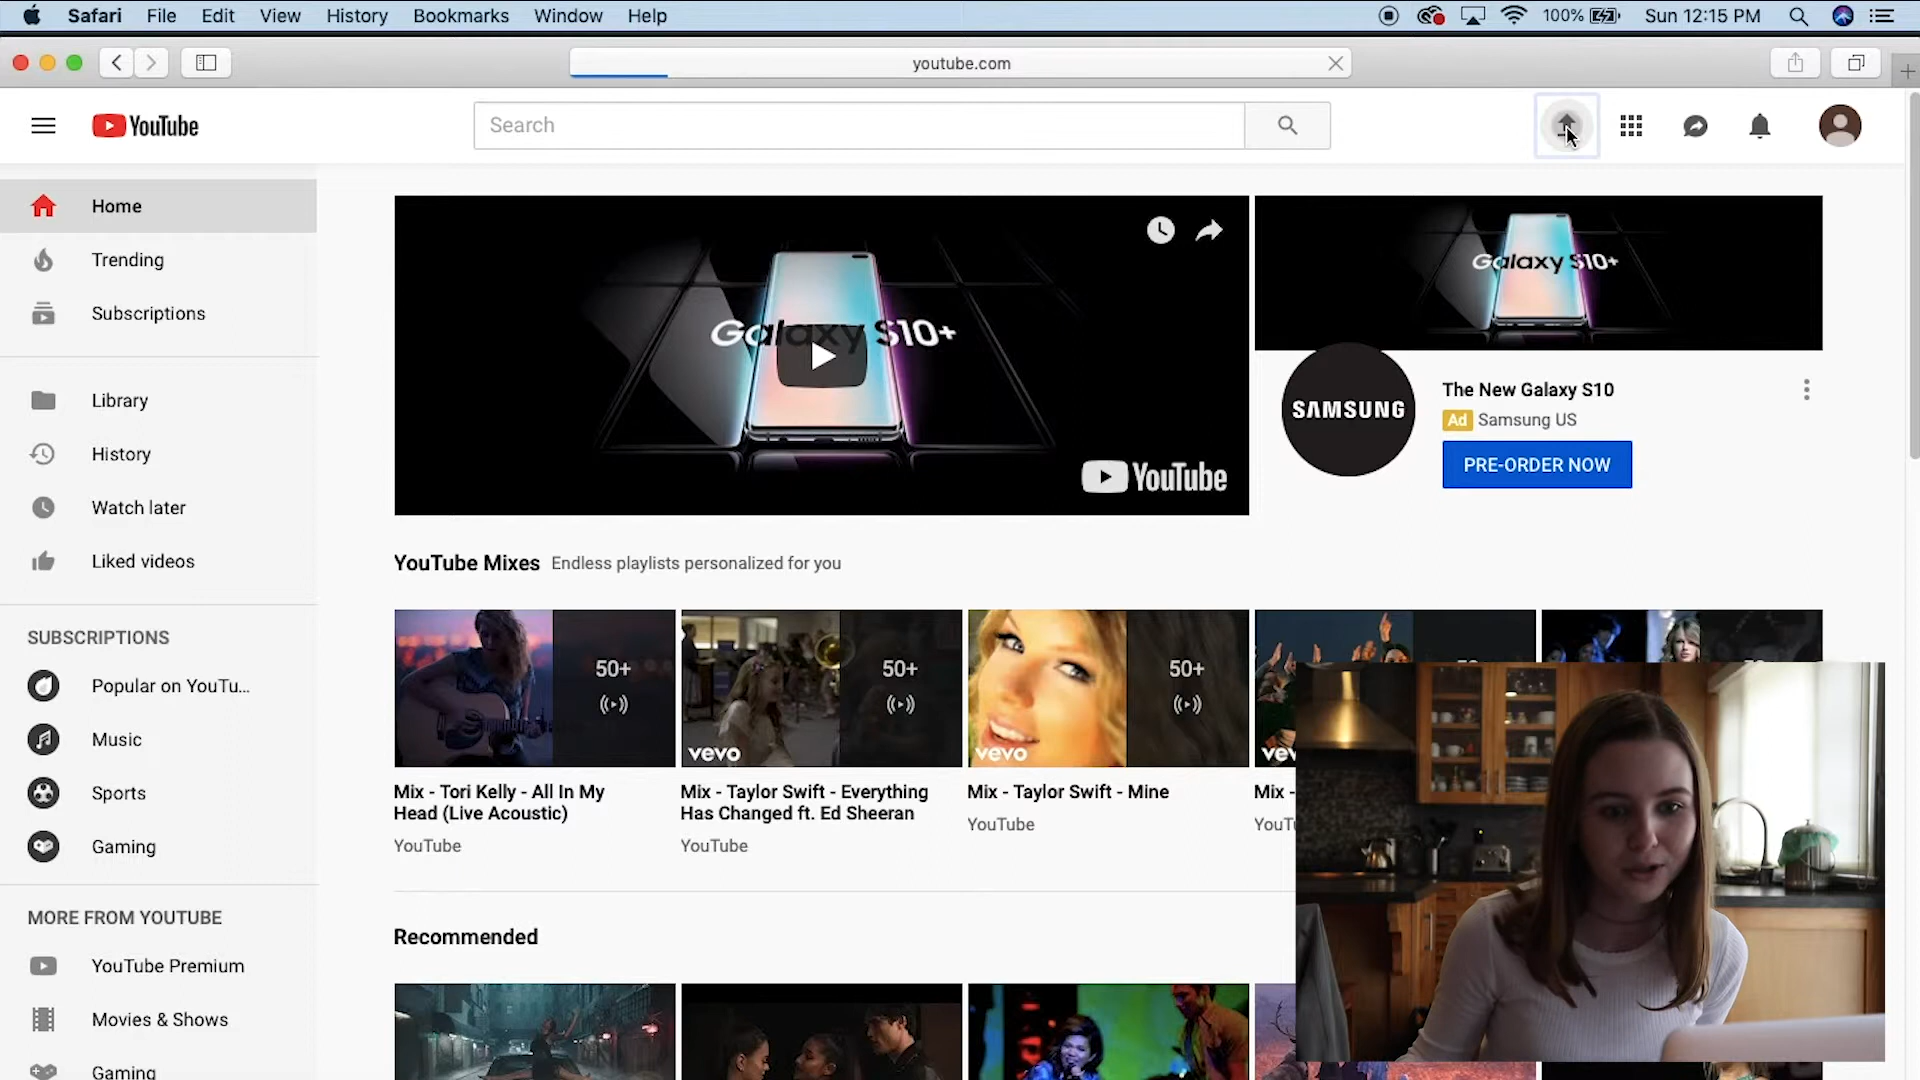 Safari File Edit View History Bookmarks Window Help 100% Sun 12:15 PM
youtube.com
YouTube
Search
Home
Trending
Subscriptions
Library
History
Watch later
Liked videos
SUBSCRIPTIONS
Popular on YouTu...
Music
Sports
Gaming
MORE FROM YOUTUBE
YouTube Premium
Movies & Shows
Gaming
Galaxy S10+
YouTube
Galaxy S10+
SAMSUNG
The New Galaxy S10
Ad Samsung US
PRE-ORDER NOW
YouTube Mixes Endless playlists personalized for you
50+
50+
vevo
50+
vevo
Mix - Tori Kelly - All In My
Head (Live Acoustic)
YouTube
Mix - Taylor Swift - Everything
Has Changed ft. Ed Sheeran
YouTube
Mix - Taylor Swift - Mine
YouTube
Mix -
Recommended